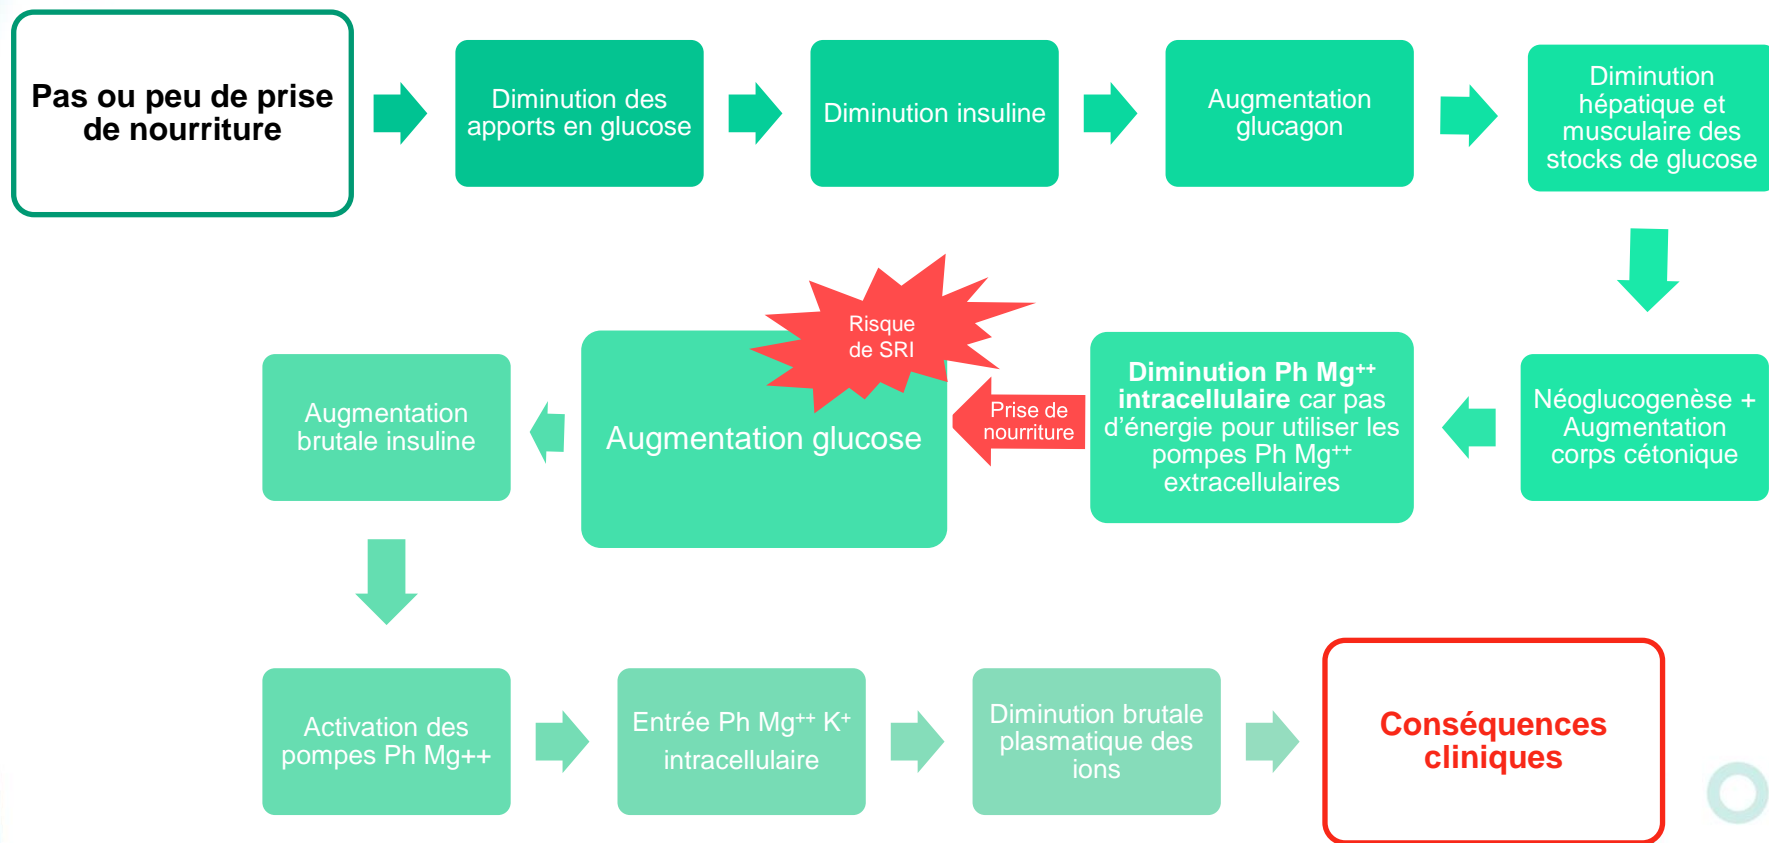 Pas ou peu de prise
de nourriture
Diminution des
apports en glucose
Diminution insuline
Augmentation
glucagon
Diminution
hépatique et
musculaire des
stocks de glucose
Néoglucogenèse +
Augmentation
corps cétonique
Diminution Ph Mg⁺⁺
intracellulaire car pas
d’énergie pour utiliser les
pompes Ph Mg⁺⁺
extracellulaires
Prise de
nourriture
Risque
de SRI
Augmentation glucose
Augmentation
brutale insuline
Activation des
pompes Ph Mg++
Entrée Ph Mg⁺⁺ K⁺
intracellulaire
Diminution brutale
plasmatique des
ions
Conséquences
cliniques